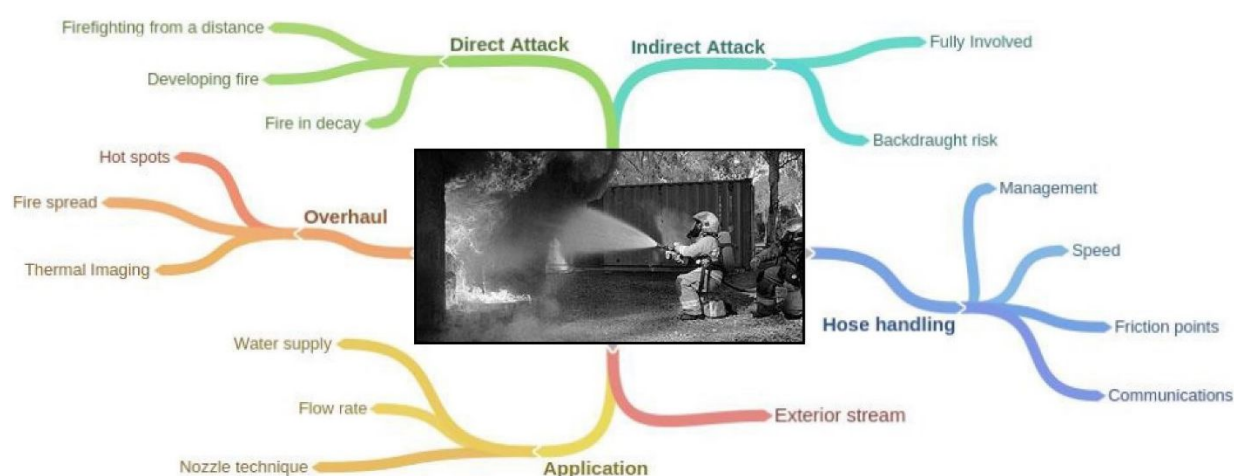 Direct Attack
Firefighting from a distance
Developing fire
Fire in decay
Indirect Attack
Fully Involved
Backdraught risk
Overhaul
Hot spots
Fire spread
Thermal Imaging
Hose handling
Management
Speed
Friction points
Communications
Application
Water supply
Flow rate
Nozzle technique
Exterior stream